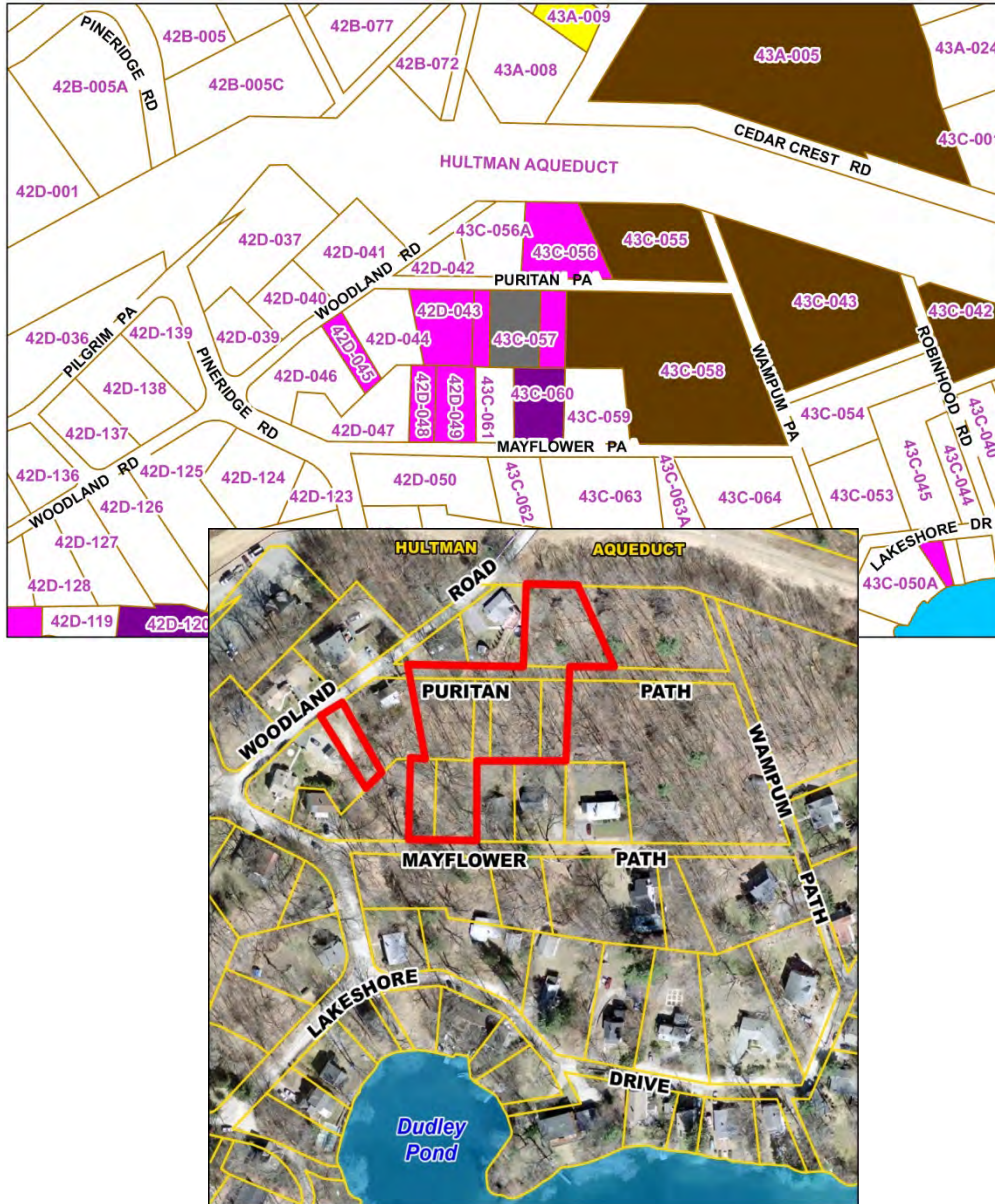 43A-009
PINERIDGE RD
42B-005
42B-077
43A-005
43A-024
42B-072
43A-008
42B-005A
42B-005C
CEDAR CREST RD
43C-001
HULTMAN AQUEDUCT
42D-001
42D-037
43C-056A
42D-041
43C-056
43C-055
WOODLAND RD
42D-042
PURITAN PA
42D-040
43C-043
42D-043
43C-042
PILGRIM PA
42D-036
42D-139
42D-039
42D-044
43C-057
42D-045
WAMPUM PA
ROBINHOOD RD
PINERIDGE RD
42D-046
43C-058
42D-138
42D-048
42D-049
43C-061
43C-060
43C-059
43C-054
43C-040
42D-137
42D-047
MAYFLOWER PA
43C-045
43C-044
42D-136
WOODLAND RD
42D-125
42D-124
42D-123
42D-050
43C-062
43C-063
43C-063A
43C-064
43C-053
42D-126
LAKESHORE DR
42D-127
43C-050A
42D-128
42D-119
42D-120
HULTMAN AQUEDUCT
WOODLAND ROAD
PURITAN PATH
WAMPUM PATH
MAYFLOWER PATH
LAKESHORE DRIVE
Dudley
Pond